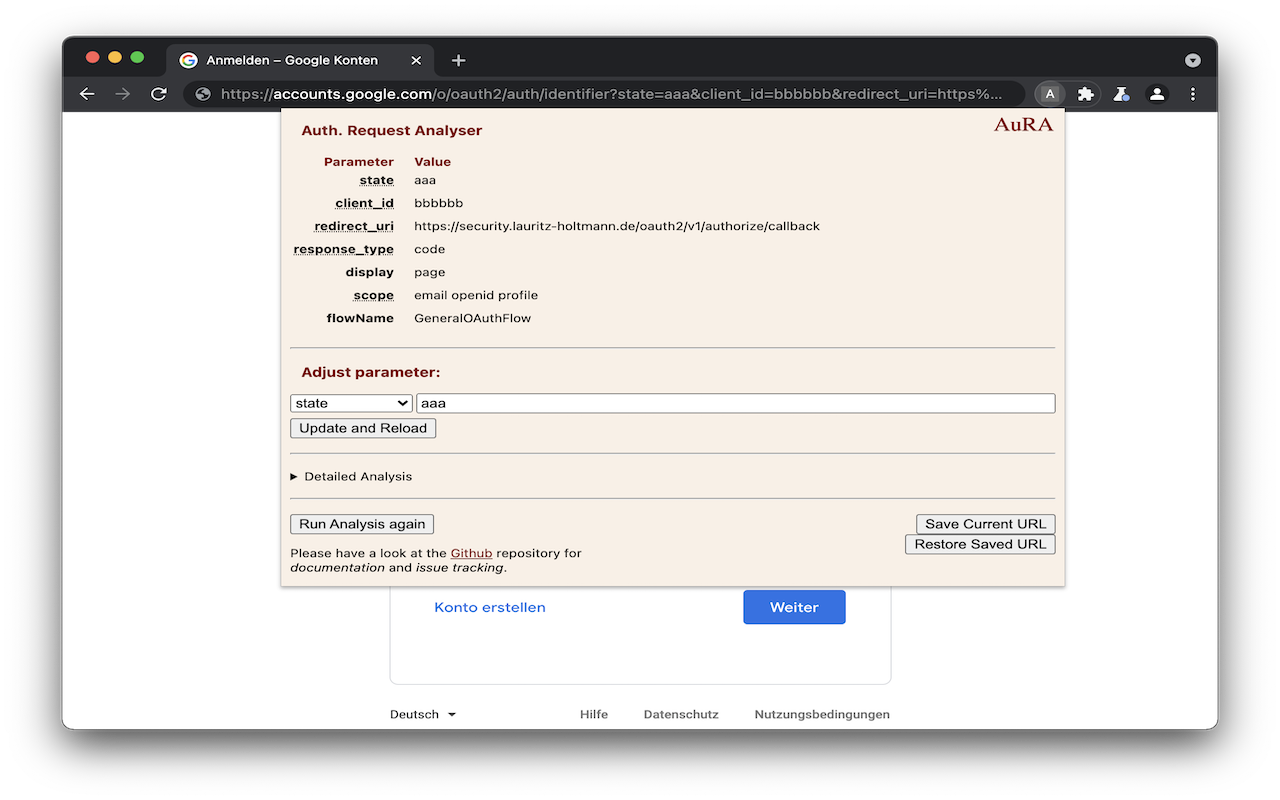 Anmelden – Google Konten
https://accounts.google.com/o/oauth2/auth/identifier?state=aaa&client_id=bbbbbb&redirect_uri=https%...
A
Auth. Request Analyser
AuRA
Parameter Value
state aaa
client_id bbbbbb
redirect_uri https://security.lauritz-holtmann.de/oauth2/v1/authorize/callback
response_type code
display page
scope email openid profile
flowName GeneralOAuthFlow
Adjust parameter:
state aaa
Update and Reload
Detailed Analysis
Run Analysis again Save Current URL
Restore Saved URL
Please have a look at the Github repository for
documentation and issue tracking.
Konto erstellen Weiter
Deutsch Hilfe Datenschutz Nutzungsbedingungen